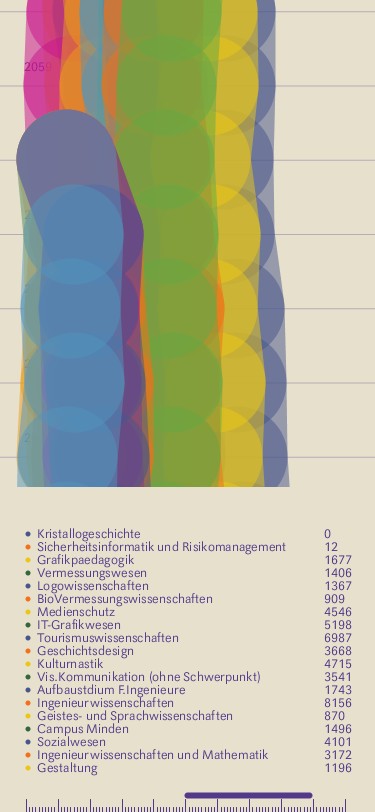 2059
Kristallogeschichte 0
Sicherheitsinformatik und Risikomanagement 12
Grafikpaedagogik 1677
Vermessungswesen 1406
Logowissenschaften 1367
BioVermessungswissenschaften 909
Medienschutz 4546
IT-Grafikwesen 5198
Tourismuswissenschaften 6987
Geschichtsdesign 3668
Kulturnastik 4715
Vis.Kommunikation (ohne Schwerpunkt) 3541
Aufbaustdium F.Ingenieure 1743
Ingenieurwissenschaften 8156
Geistes- und Sprachwissenschaften 870
Campus Minden 1496
Sozialwesen 4101
Ingenieurwissenschaften und Mathematik 3172
Gestaltung 1196